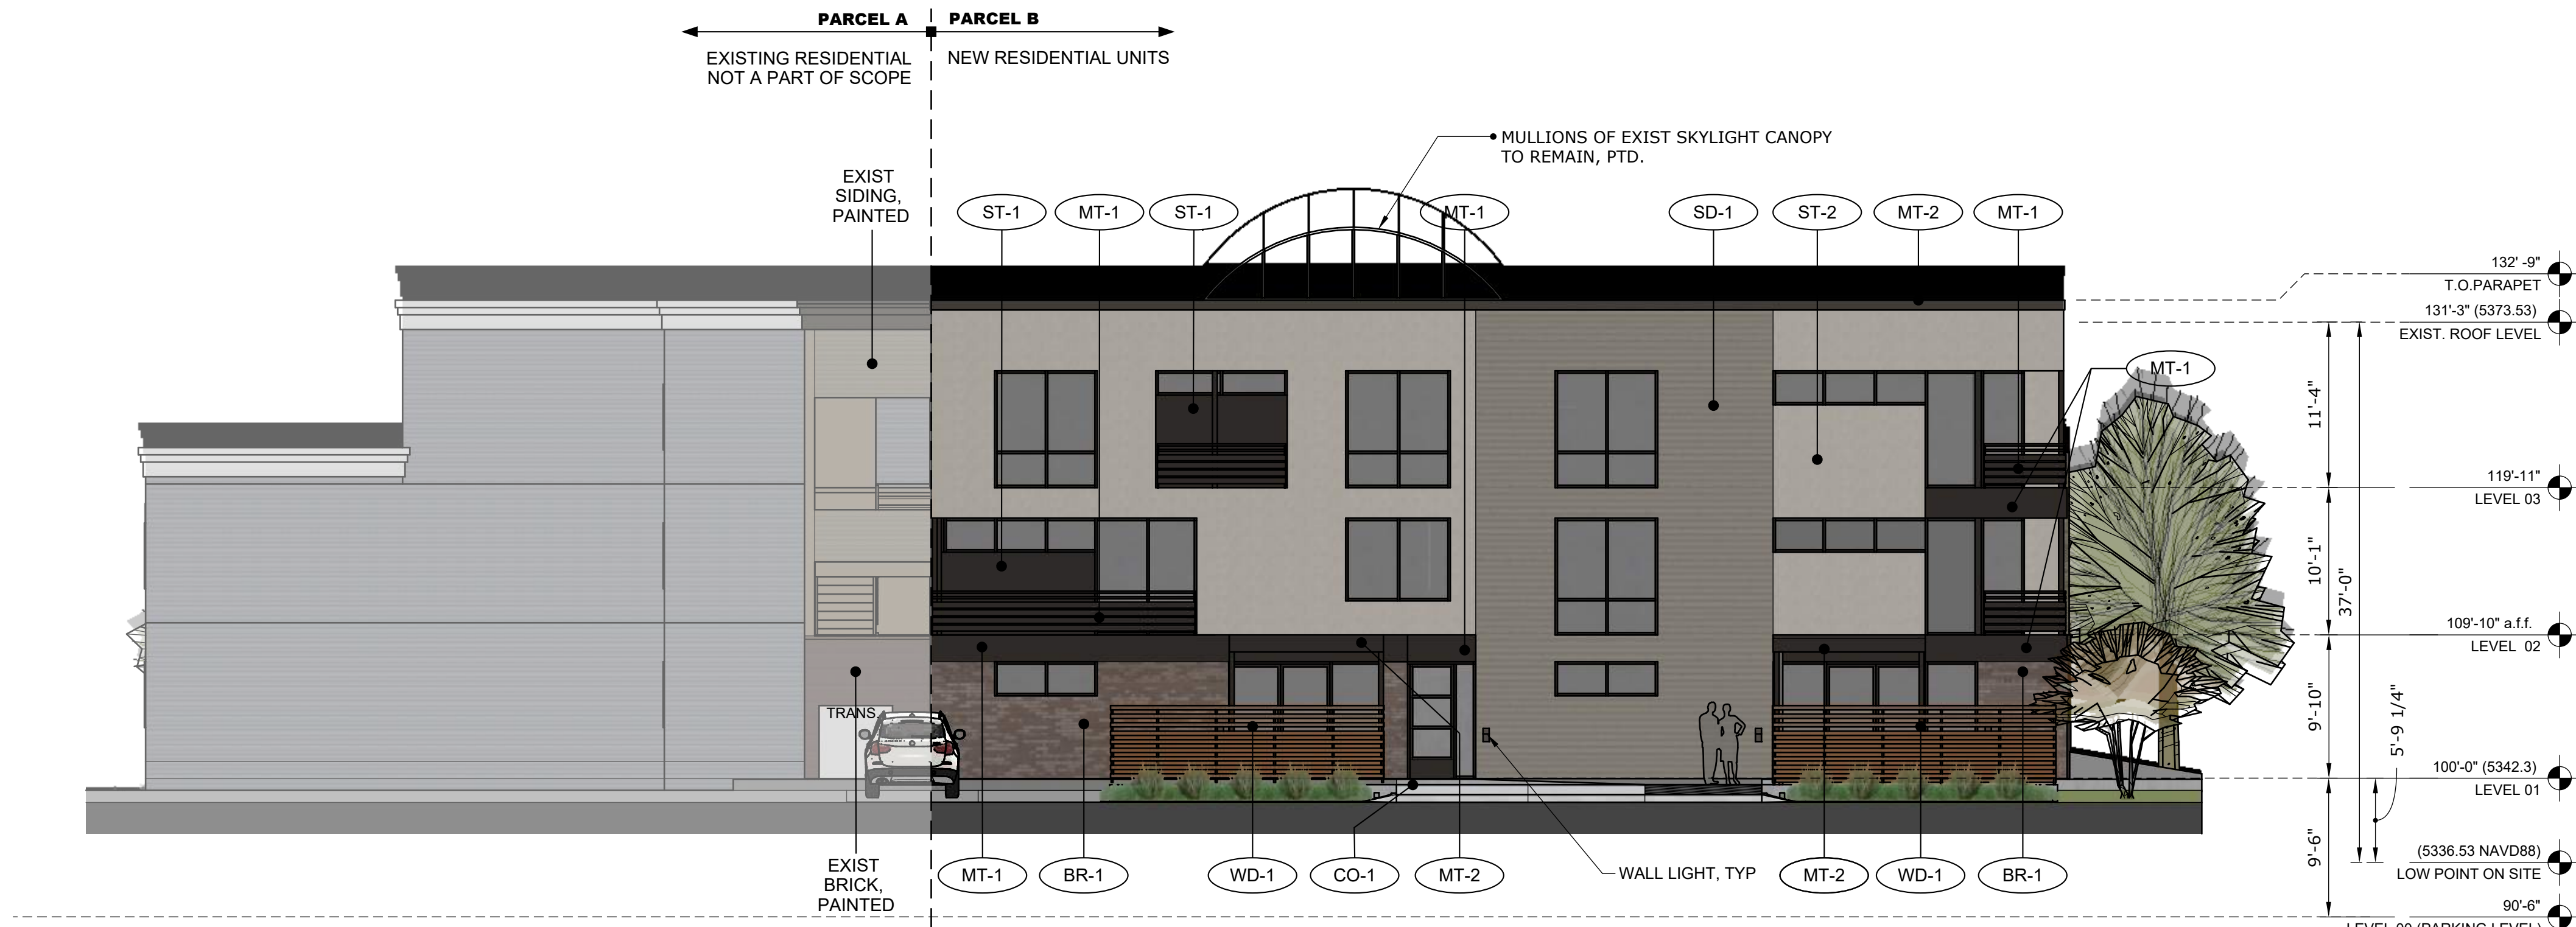 PARCEL A
PARCEL B
EXISTING RESIDENTIAL
NOT A PART OF SCOPE
NEW RESIDENTIAL UNITS
MULLIONS OF EXIST SKYLIGHT CANOPY
TO REMAIN, PTD.
EXIST
SIDING,
PAINTED
ST-1
MT-1
ST-1
MT-1
SD-1
ST-2
MT-2
MT-1
132' -9"
T.O.PARAPET
131'-3" (5373.53)
EXIST. ROOF LEVEL
MT-1
11'-4"
119'-11"
LEVEL 03
10'-1"
37'-0"
109'-10" a.f.f.
LEVEL 02
9'-10"
5'-9 1/4"
TRANS.
100'-0" (5342.3)
LEVEL 01
9'-6"
(5336.53 NAVD88)
LOW POINT ON SITE
EXIST
BRICK,
PAINTED
MT-1
BR-1
WD-1
CO-1
MT-2
WALL LIGHT, TYP
MT-2
WD-1
BR-1
90'-6"
LEVEL 00 (PARKING LEVEL)